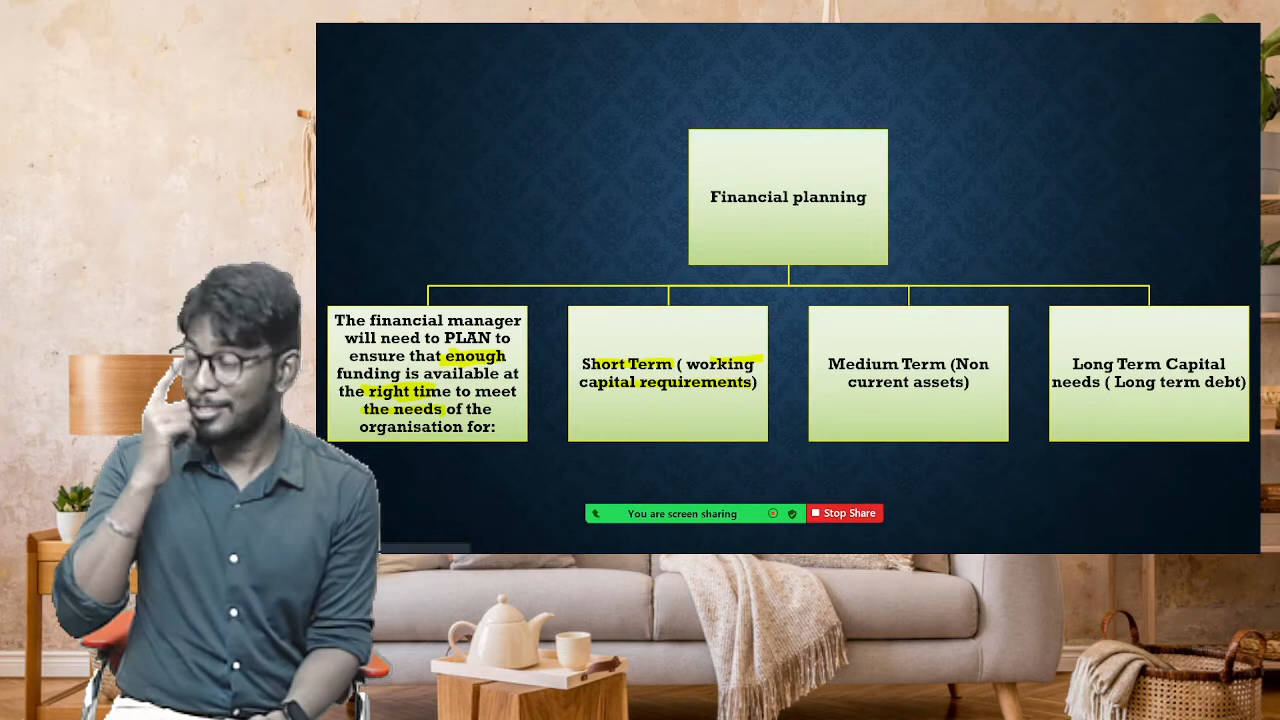 Financial planning
The financial manager
will need to PLAN to
ensure that enough
funding is available at
the right time to meet
the needs of the
organisation for:
Short Term ( working
capital requirements)
Medium Term (Non
current assets)
Long Term Capital
needs ( Long term debt)
You are screen sharing
Stop Share